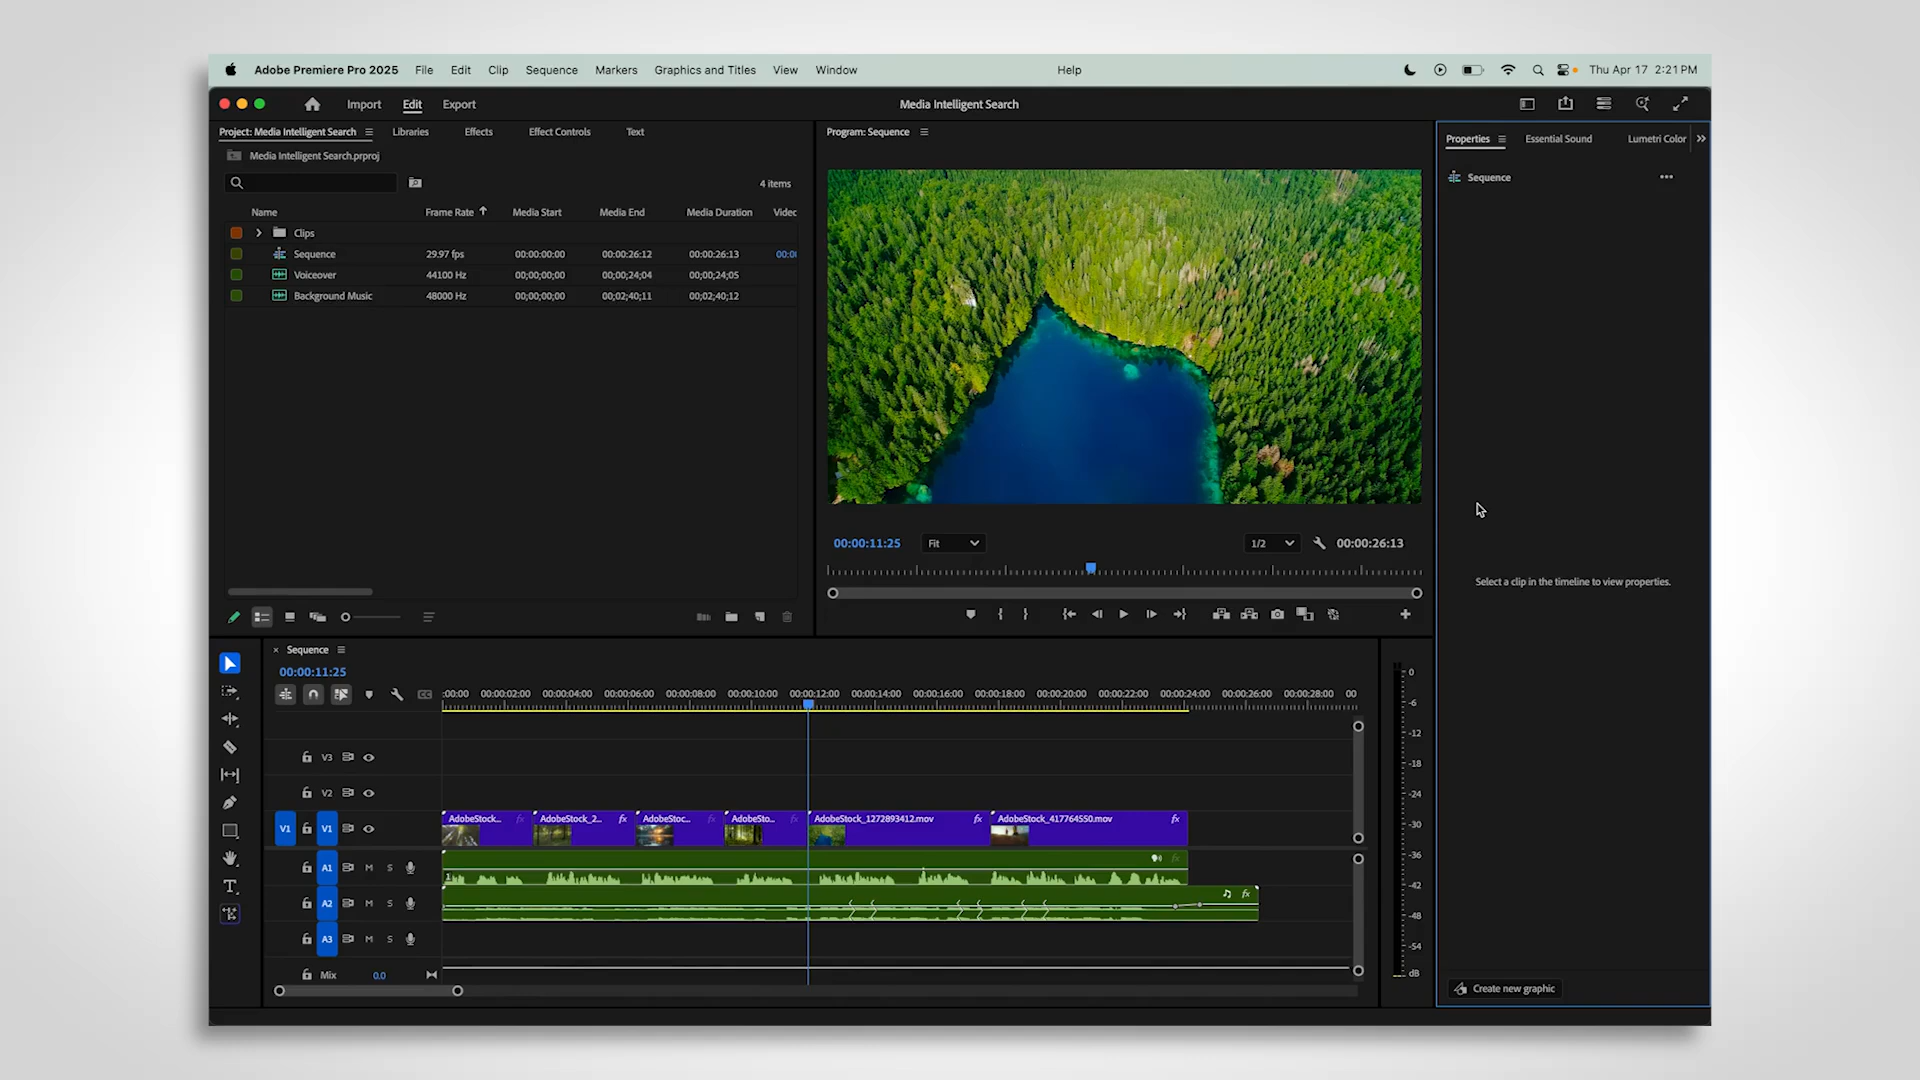 Adobe Premiere Pro 2025 File Edit Clip Sequence Markers Graphics and Titles View Window Help Thu Apr 17 2:21 PM
Import Edit Export Media Intelligent Search
Project: Media Intelligent Search Libraries Effects Effect Controls Text
Media Intelligent Search.prproj
4 items
Name Frame Rate Media Start Media End Media Duration Video
Clips
Sequence 29.97 fps 00:00:00:00 00:00:26:12 00:00:26:13 00:0
Voiceover 44100 Hz 00;00;00;00 00;00;24;04 00;00;24;05
Background Music 48000 Hz 00;00;00;00 00;02;40;11 00;02;40;12
Program: Sequence
00:00:11:25 Fit 1/2 00:00:26:13
Properties Essential Sound Lumetri Color
Sequence
Select a clip in the timeline to view properties.
Create new graphic
Sequence
00:00:11:25
:00:00 00:00:02:00 00:00:04:00 00:00:06:00 00:00:08:00 00:00:10:00 00:00:12:00 00:00:14:00 00:00:16:00 00:00:18:00 00:00:20:00 00:00:22:00 00:00:24:00 00:00:26:00 00:00:28:00 00
V3
V2
V1 V1 AdobeStock... fx AdobeStock_2... fx AdobeStoc... fx AdobeSto... fx AdobeStock_1272893412.mov fx AdobeStock_417764550.mov fx
A1 M S fx
A2 M S fx
A3 M S
Mix 0.0
0
-6
-12
-18
-24
-30
-36
-42
-48
-54
dB